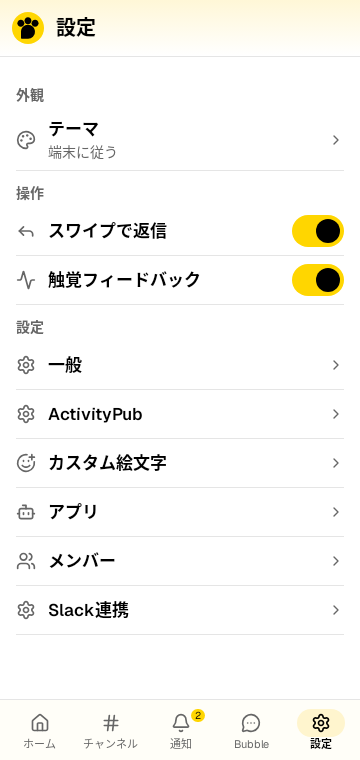 設定
外観
テーマ
端末に従う
操作
スワイプで返信
触覚フィードバック
設定
一般
ActivityPub
カスタム絵文字
アプリ
メンバー
Slack連携
2
ホーム
チャンネル
通知
Bubble
設定